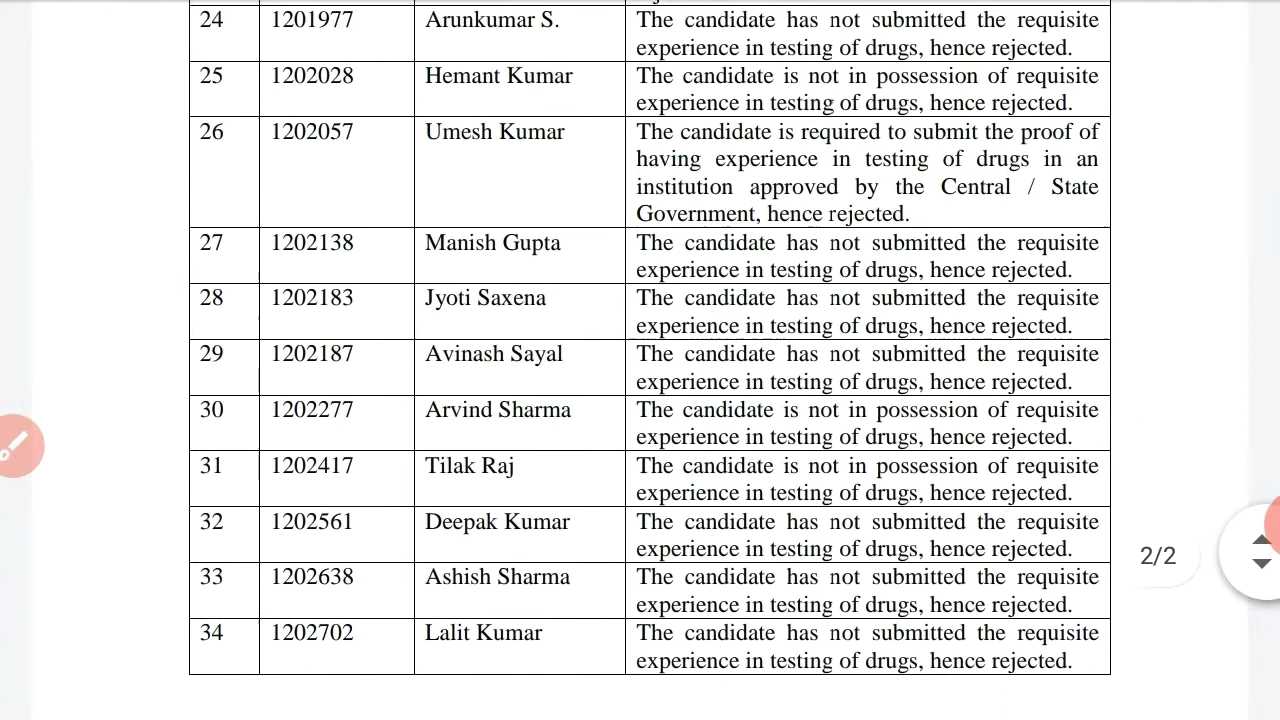 24 1201977 Arunkumar S. The candidate has not submitted the requisite
experience in testing of drugs, hence rejected.
25 1202028 Hemant Kumar The candidate is not in possession of requisite
experience in testing of drugs, hence rejected.
26 1202057 Umesh Kumar The candidate is required to submit the proof of
having experience in testing of drugs in an
institution approved by the Central / State
Government, hence rejected.
27 1202138 Manish Gupta The candidate has not submitted the requisite
experience in testing of drugs, hence rejected.
28 1202183 Jyoti Saxena The candidate has not submitted the requisite
experience in testing of drugs, hence rejected.
29 1202187 Avinash Sayal The candidate has not submitted the requisite
experience in testing of drugs, hence rejected.
30 1202277 Arvind Sharma The candidate is not in possession of requisite
experience in testing of drugs, hence rejected.
31 1202417 Tilak Raj The candidate is not in possession of requisite
experience in testing of drugs, hence rejected.
32 1202561 Deepak Kumar The candidate has not submitted the requisite
experience in testing of drugs, hence rejected.
2/2
33 1202638 Ashish Sharma The candidate has not submitted the requisite
experience in testing of drugs, hence rejected.
34 1202702 Lalit Kumar The candidate has not submitted the requisite
experience in testing of drugs, hence rejected.